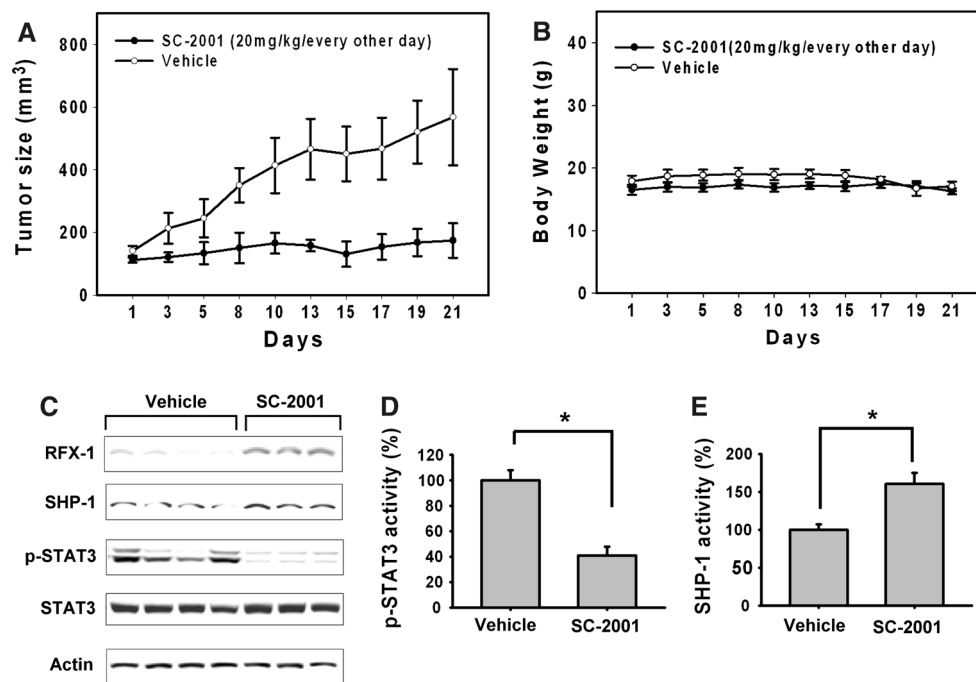 A
SC-2001 (20mg/kg/every other day)
Vehicle
Tumor size (mm³)
800
600
400
200
0
1 3 5 8 10 13 15 17 19 21
Days
B
SC-2001(20mg/kg/every other day)
Vehicle
Body Weight (g)
40
30
20
10
0
1 3 5 8 10 13 15 17 19 21
Days
C
Vehicle SC-2001
RFX-1
SHP-1
p-STAT3
STAT3
Actin
D
*
p-STAT3 activity (%)
120
100
80
60
40
20
0
Vehicle SC-2001
E
*
SHP-1 activity (%)
200
150
100
50
0
Vehicle SC-2001